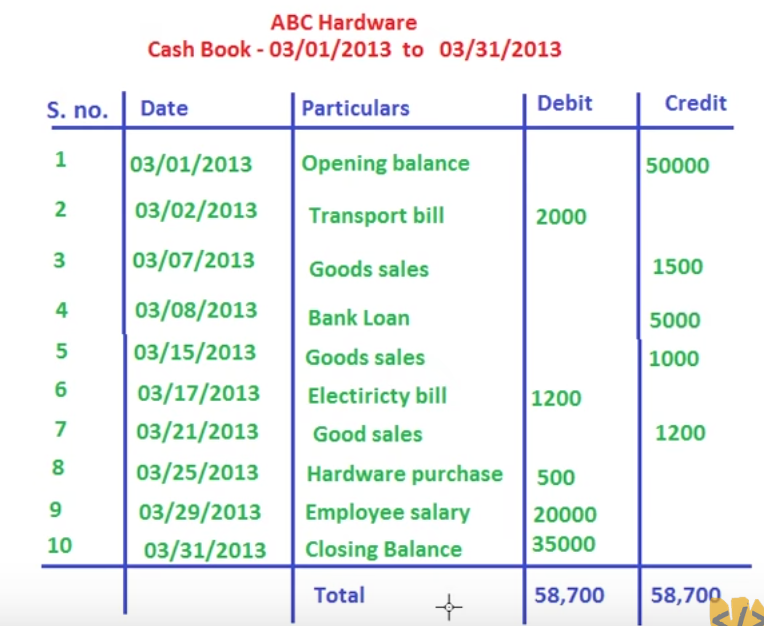 ABC Hardware
Cash Book - 03/01/2013 to 03/31/2013
S. no. Date Particulars Debit Credit
1 03/01/2013 Opening balance 50000
2 03/02/2013 Transport bill 2000
3 03/07/2013 Goods sales 1500
4 03/08/2013 Bank Loan 5000
5 03/15/2013 Goods sales 1000
6 03/17/2013 Electiricty bill 1200
7 03/21/2013 Good sales 1200
8 03/25/2013 Hardware purchase 500
9 03/29/2013 Employee salary 20000
10 03/31/2013 Closing Balance 35000
Total 58,700 58,700